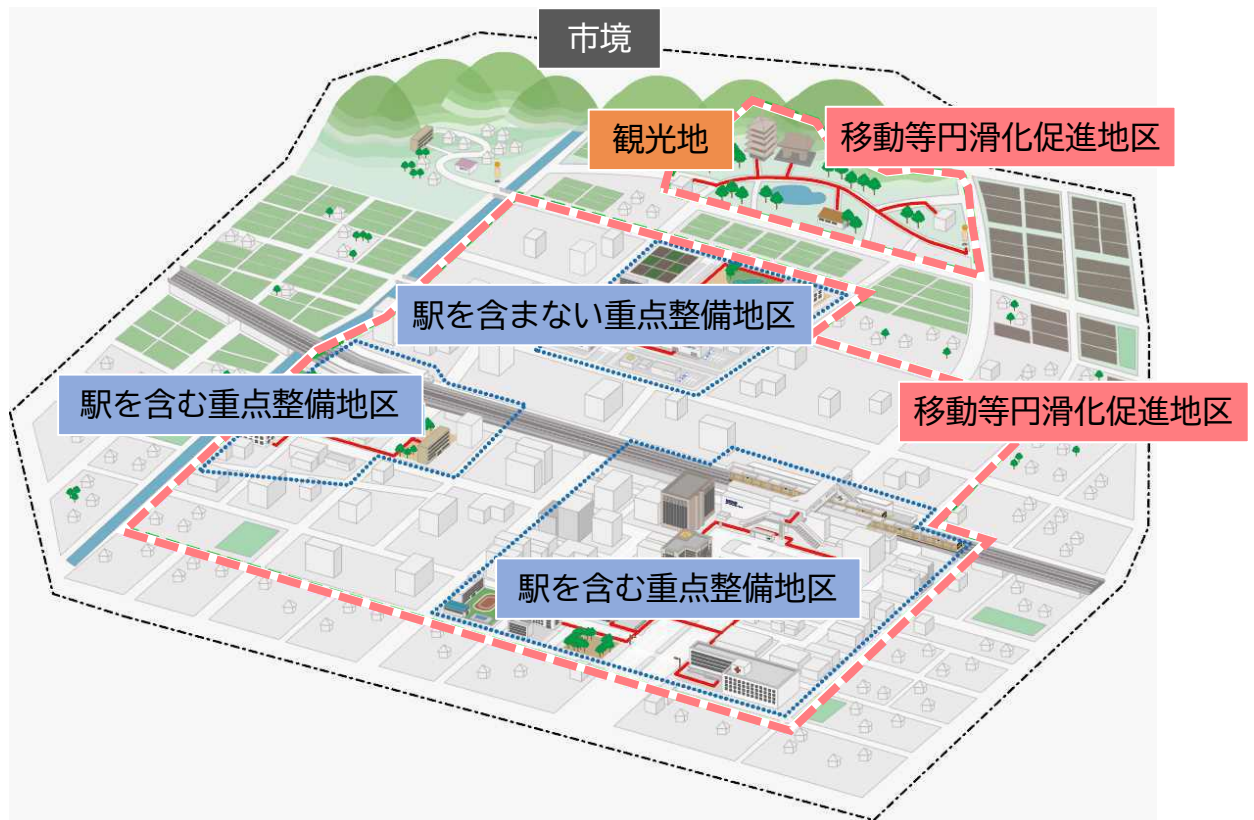 市境
観光地
移動等円滑化促進地区
駅を含まない重点整備地区
駅を含む重点整備地区
移動等円滑化促進地区
駅を含む重点整備地区